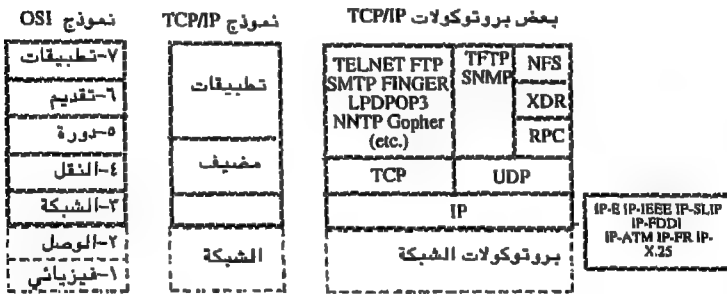 نموذج OSI
٧-تطبيقات
٦-تقديم
٥-دورة
٤-النقل
٣-الشبكة
٢-الوصل
١-فيزيائي
نموذج TCP/IP
تطبيقات
مضيف
الشبكة
بعض بروتوكولات TCP/IP
TELNET FTP
SMTP FINGER
LPDPOP3
NNTP Gopher
(etc.)
TFTP
SNMP
NFS
XDR
RPC
TCP
UDP
IP
بروتوكولات الشبكة
IP-E IP-IEEE IP-SLIP
IP-FDDI
IP-ATM IP-FR IP-
X.25